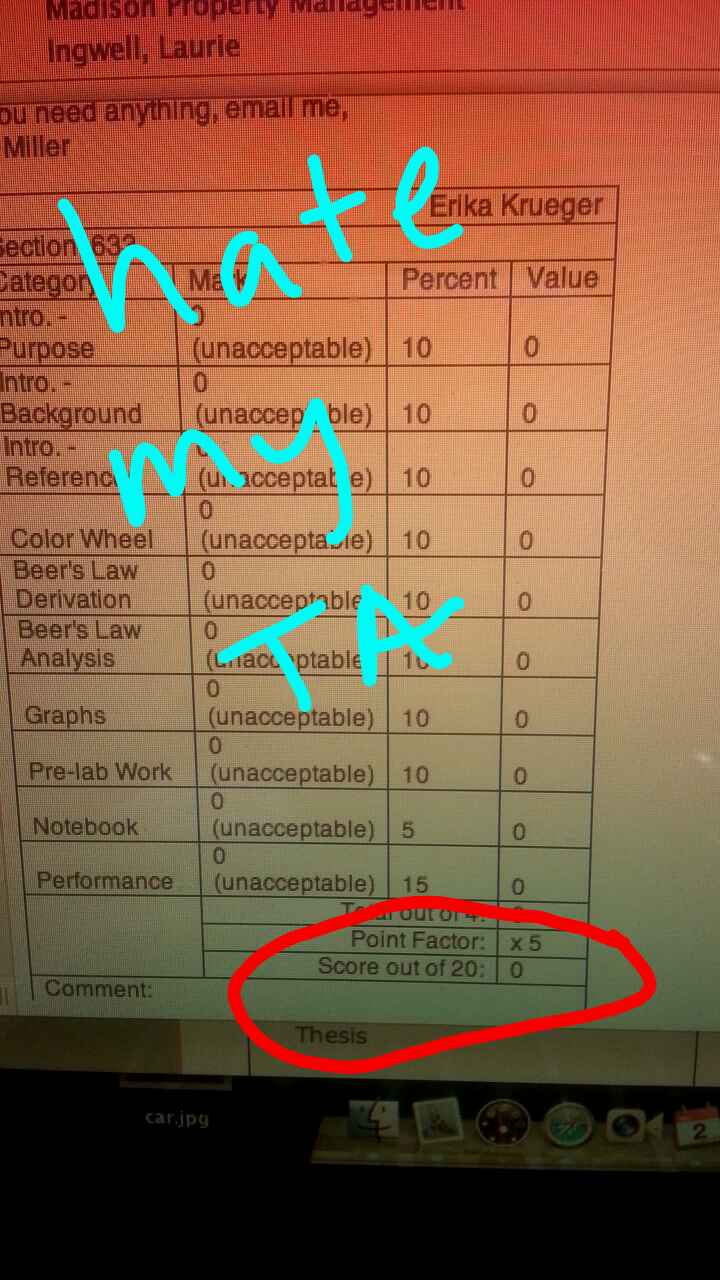 Madison Property Management
Ingwell, Laurie
ou need anything, email me,
Miller
Erika Krueger
Section 632
Category Mark Percent Value
Intro. - Purpose 0 (unacceptable) 10 0
Intro. - Background 0 (unacceptable) 10 0
Intro. - Referenc 0 (unacceptable) 10 0
Color Wheel 0 (unacceptable) 10 0
Beer's Law Derivation 0 (unacceptable) 10 0
Beer's Law Analysis 0 (unacceptable) 10 0
Graphs 0 (unacceptable) 10 0
Pre-lab Work 0 (unacceptable) 10 0
Notebook 0 (unacceptable) 5 0
Performance 0 (unacceptable) 15 0
Total out of 4: 0
Point Factor: x 5
Score out of 20: 0
Comment:
Thesis
car.jpg
2
hate
my
TA